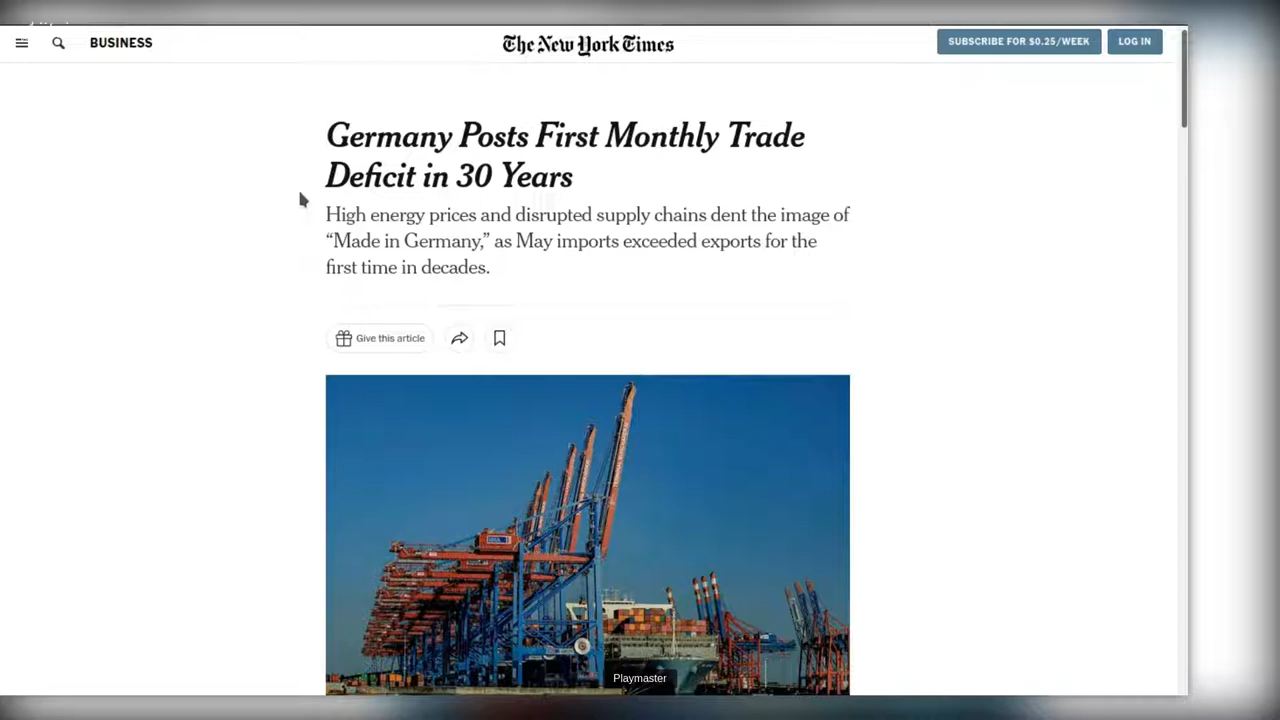 BUSINESS
The New York Times
SUBSCRIBE FOR $0.25/WEEK
LOG IN
Germany Posts First Monthly Trade
Deficit in 30 Years
High energy prices and disrupted supply chains dent the image of
“Made in Germany,” as May imports exceeded exports for the
first time in decades.
Give this article
Playmaster